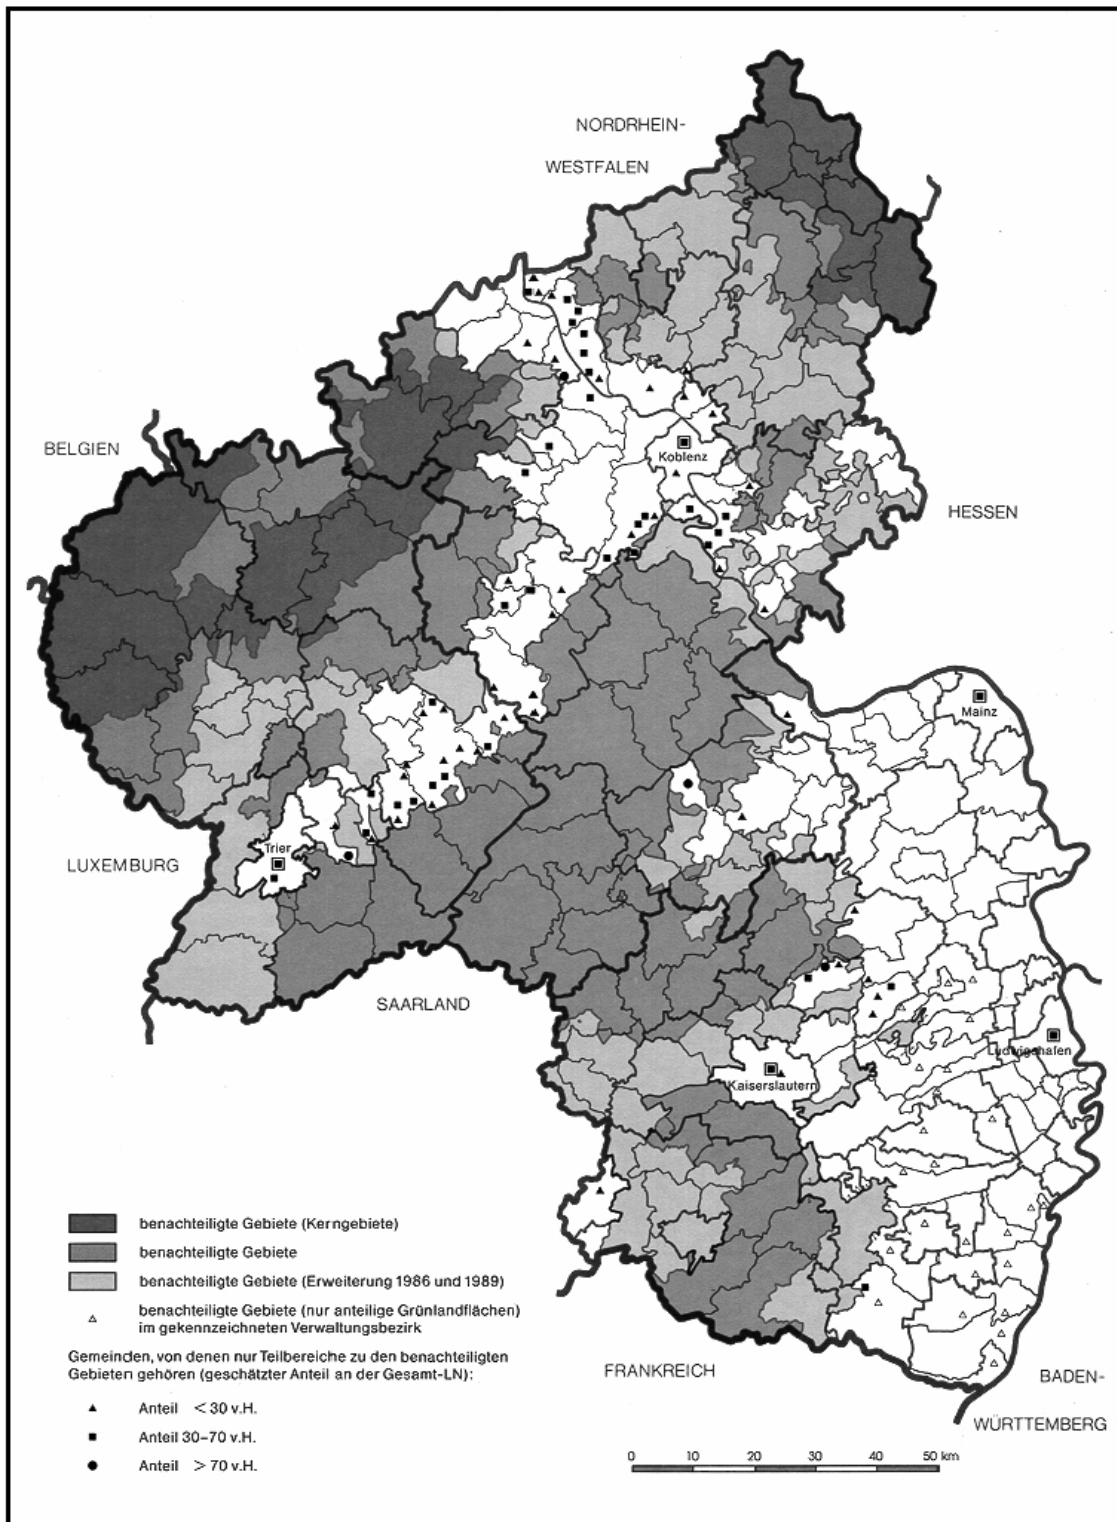 NORDRHEIN-
WESTFALEN
BELGIEN
Koblenz
HESSEN
Mainz
LUXEMBURG
Trier
SAARLAND
Ludwigshafen
Kaiserslautern
benachteiligte Gebiete (Kerngebiete)
benachteiligte Gebiete
benachteiligte Gebiete (Erweiterung 1986 und 1989)
benachteiligte Gebiete (nur anteilige Grünlandflächen)
im gekennzeichneten Verwaltungsbezirk
Gemeinden, von denen nur Teilbereiche zu den benachteiligten
Gebieten gehören (geschätzter Anteil an der Gesamt-LN):
Anteil < 30 v.H.
Anteil 30–70 v.H.
Anteil > 70 v.H.
FRANKREICH
BADEN-
WÜRTTEMBERG
0 10 20 30 40 50 km